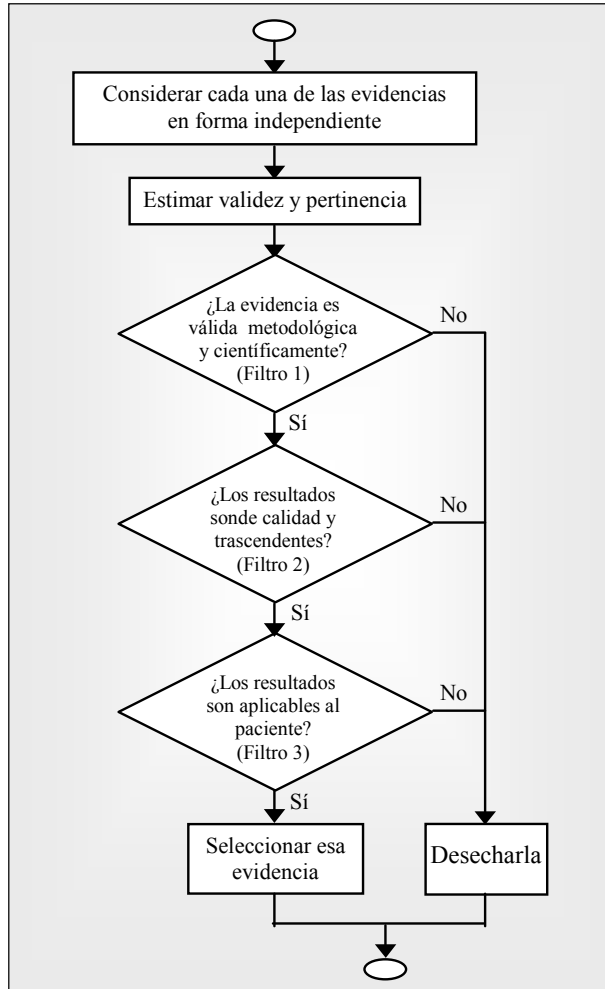 Considerar cada una de las evidencias
en forma independiente
Estimar validez y pertinencia
¿La evidencia es
válida metodológica
y científicamente?
(Filtro 1)
No
Sí
¿Los resultados
sonde calidad y
trascendentes?
(Filtro 2)
No
Sí
¿Los resultados
son aplicables al
paciente?
(Filtro 3)
No
Sí
Seleccionar esa
evidencia
Desecharla